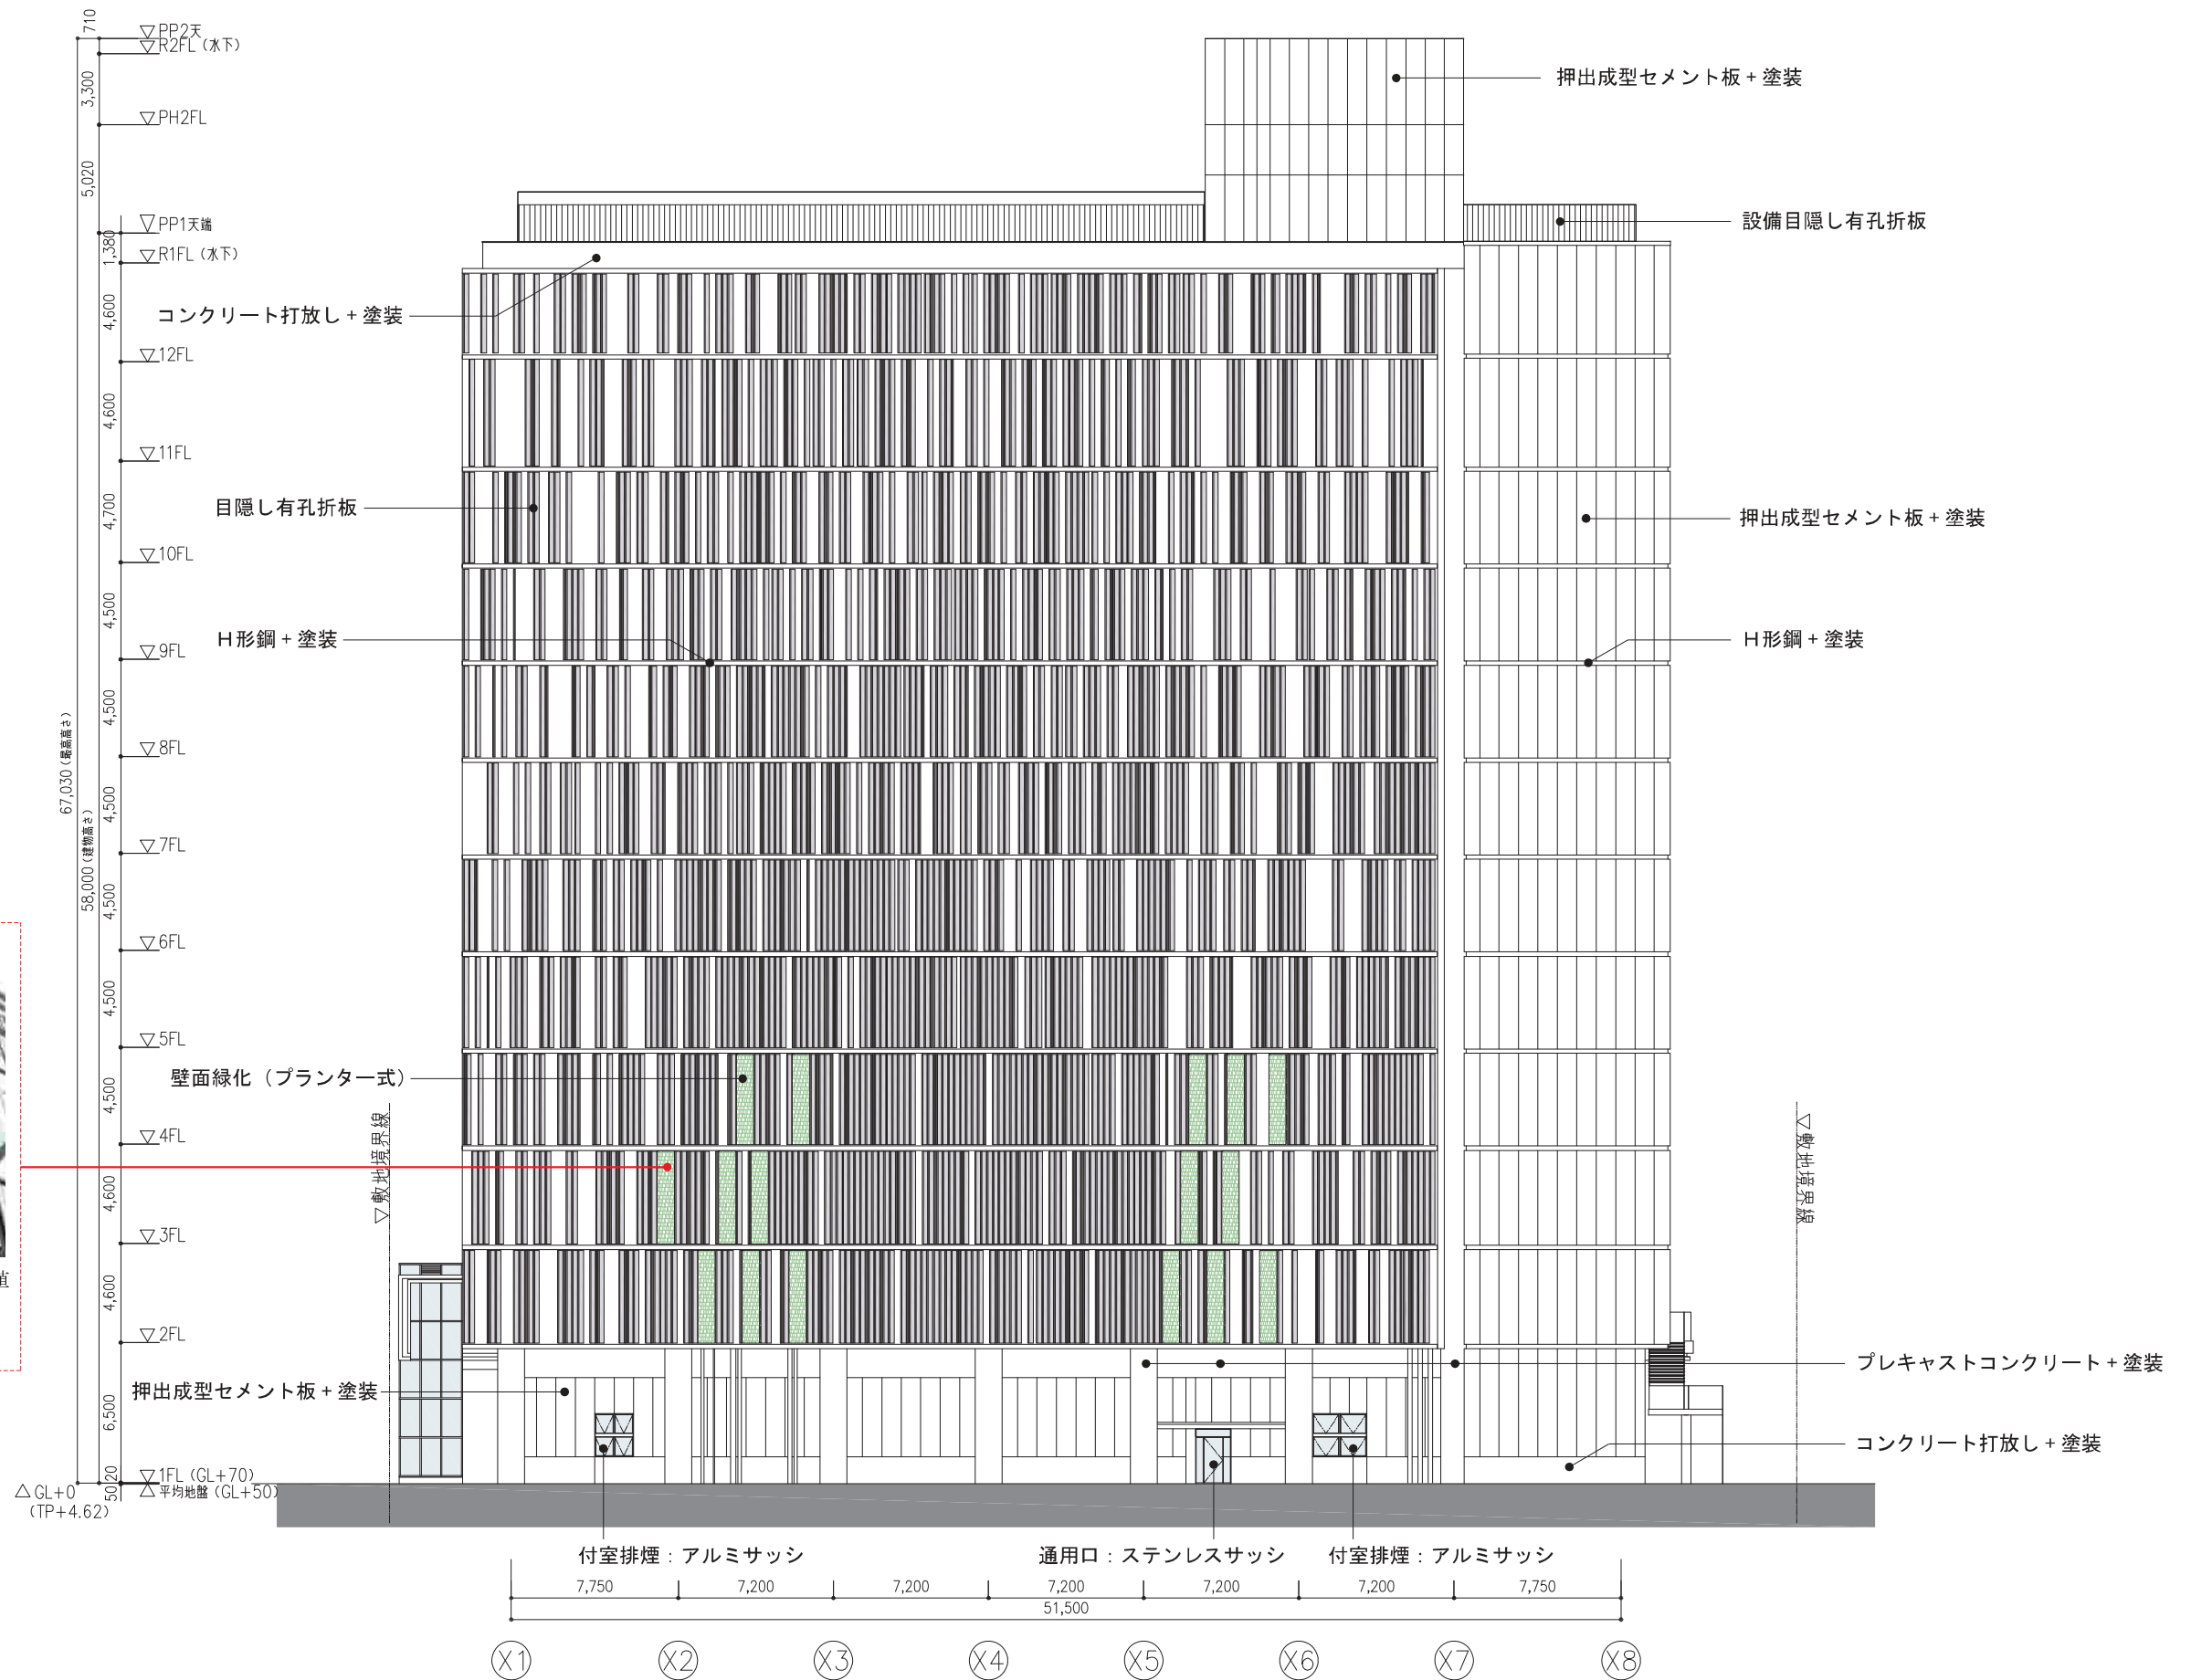 710
▽PP2天
▽R2FL（水下）
3,300
▽PH2FL
5,020
▽PP1天端
1,380
▽R1FL（水下）
4,600
▽12FL
4,600
▽11FL
4,700
▽10FL
4,500
▽9FL
4,500
▽8FL
4,500
▽7FL
4,500
▽6FL
4,500
▽5FL
4,500
▽4FL
4,600
▽3FL
4,600
▽2FL
6,500
▽1FL（GL+70）
5020
△平均地盤（GL+50）
△GL+0
（TP+4.62）
67,030（最高高さ）
58,000（建物高さ）
押出成型セメント板＋塗装
設備目隠し有孔折板
コンクリート打放し＋塗装
目隠し有孔折板
押出成型セメント板＋塗装
H形鋼＋塗装
H形鋼＋塗装
壁面緑化（プランター式）
▽敷地境界線
▽敷地境界線
植
プレキャストコンクリート＋塗装
押出成型セメント板＋塗装
コンクリート打放し＋塗装
付室排煙：アルミサッシ
通用口：ステンレスサッシ
付室排煙：アルミサッシ
7,750 7,200 7,200 7,200 7,200 7,200 7,750
51,500
X1 X2 X3 X4 X5 X6 X7 X8